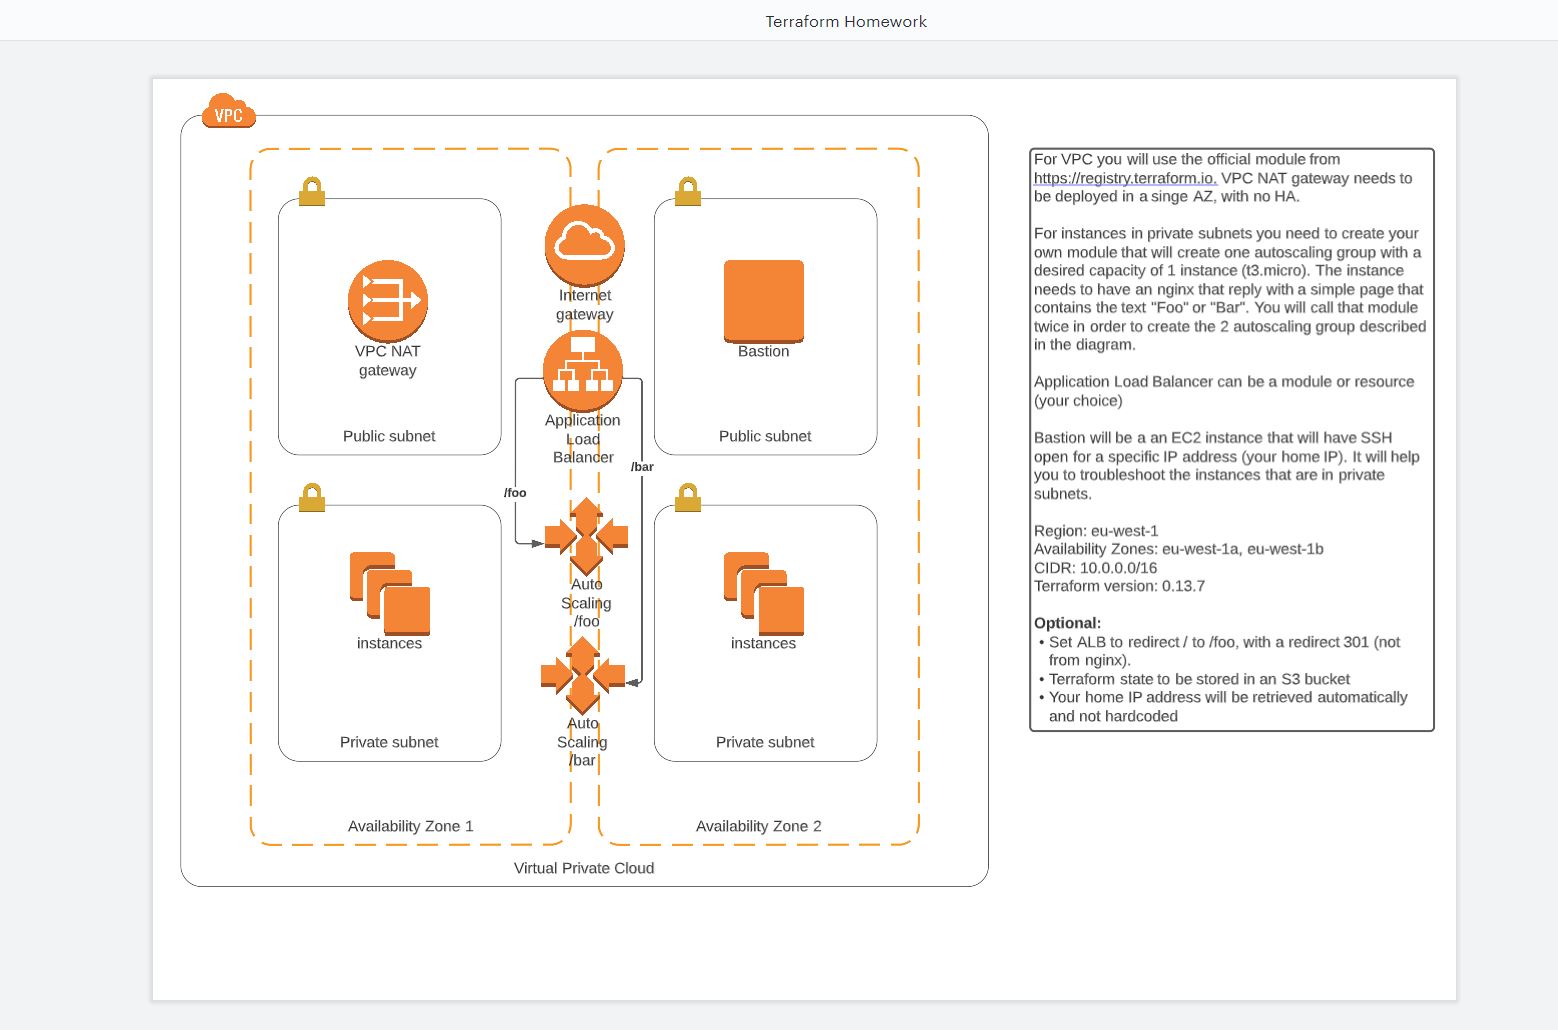 Terraform Homework
VPC
Internet
gateway
VPC NAT
gateway
Bastion
Application
Load
Balancer
Public subnet
Public subnet
/foo
/bar
Auto
Scaling
/foo
instances
instances
Auto
Scaling
/bar
Private subnet
Private subnet
Availability Zone 1
Availability Zone 2
Virtual Private Cloud
For VPC you will use the official module from
https://registry.terraform.io. VPC NAT gateway needs to
be deployed in a singe AZ, with no HA.
For instances in private subnets you need to create your
own module that will create one autoscaling group with a
desired capacity of 1 instance (t3.micro). The instance
needs to have an nginx that reply with a simple page that
contains the text "Foo" or "Bar". You will call that module
twice in order to create the 2 autoscaling group described
in the diagram.
Application Load Balancer can be a module or resource
(your choice)
Bastion will be a an EC2 instance that will have SSH
open for a specific IP address (your home IP). It will help
you to troubleshoot the instances that are in private
subnets.
Region: eu-west-1
Availability Zones: eu-west-1a, eu-west-1b
CIDR: 10.0.0.0/16
Terraform version: 0.13.7
Optional:
• Set ALB to redirect / to /foo, with a redirect 301 (not
from nginx).
• Terraform state to be stored in an S3 bucket
• Your home IP address will be retrieved automatically
and not hardcoded